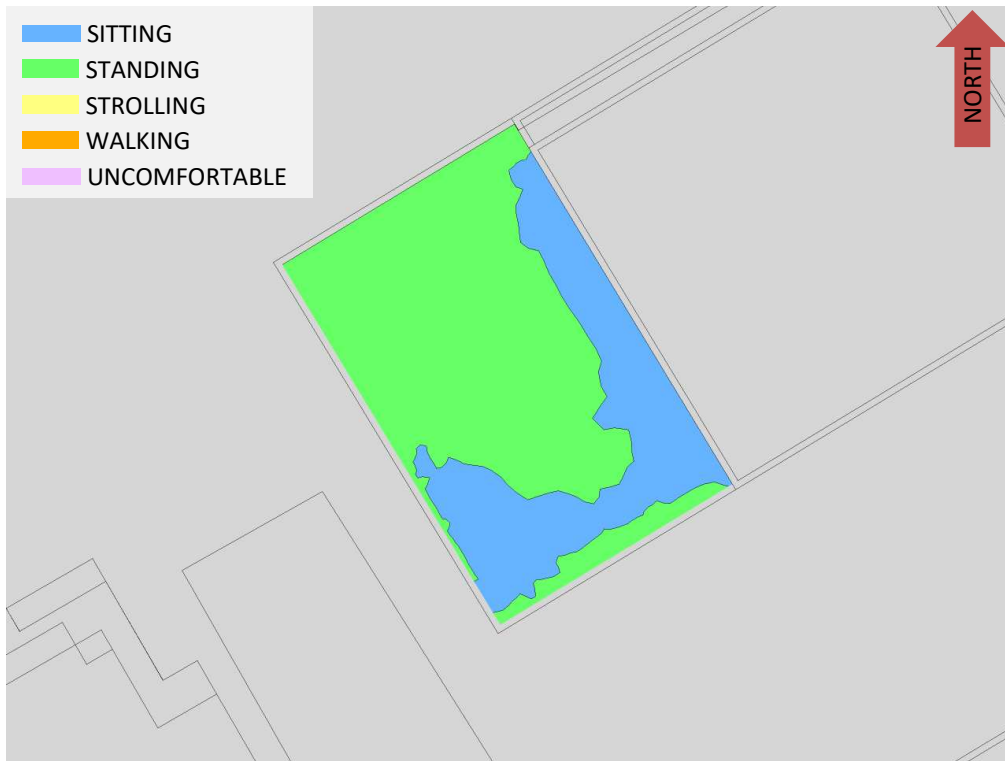 SITTING
STANDING
STROLLING
WALKING
UNCOMFORTABLE
NORTH